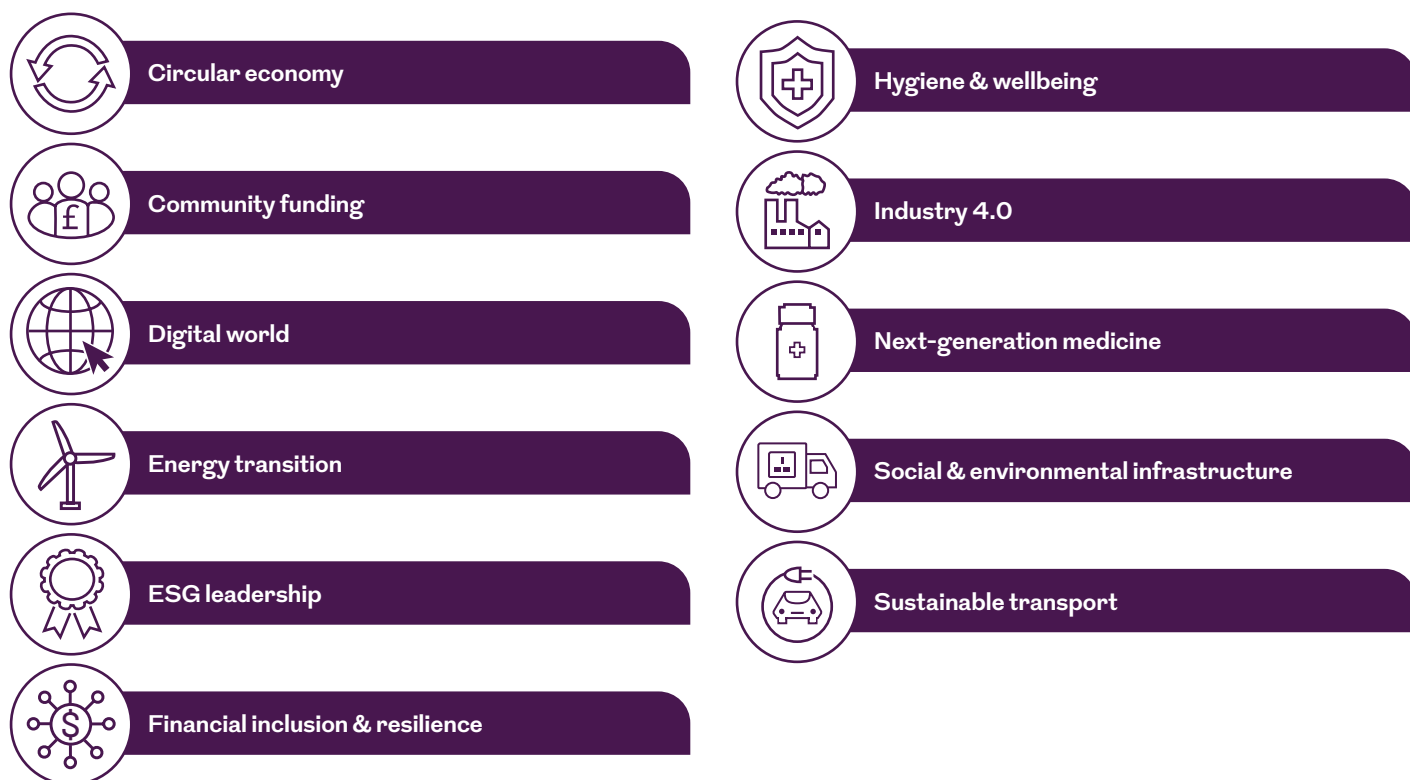 Circular economy
Community funding
£
Digital world
Energy transition
ESG leadership
Financial inclusion & resilience
$
Hygiene & wellbeing
Industry 4.0
Next-generation medicine
Social & environmental infrastructure
Sustainable transport